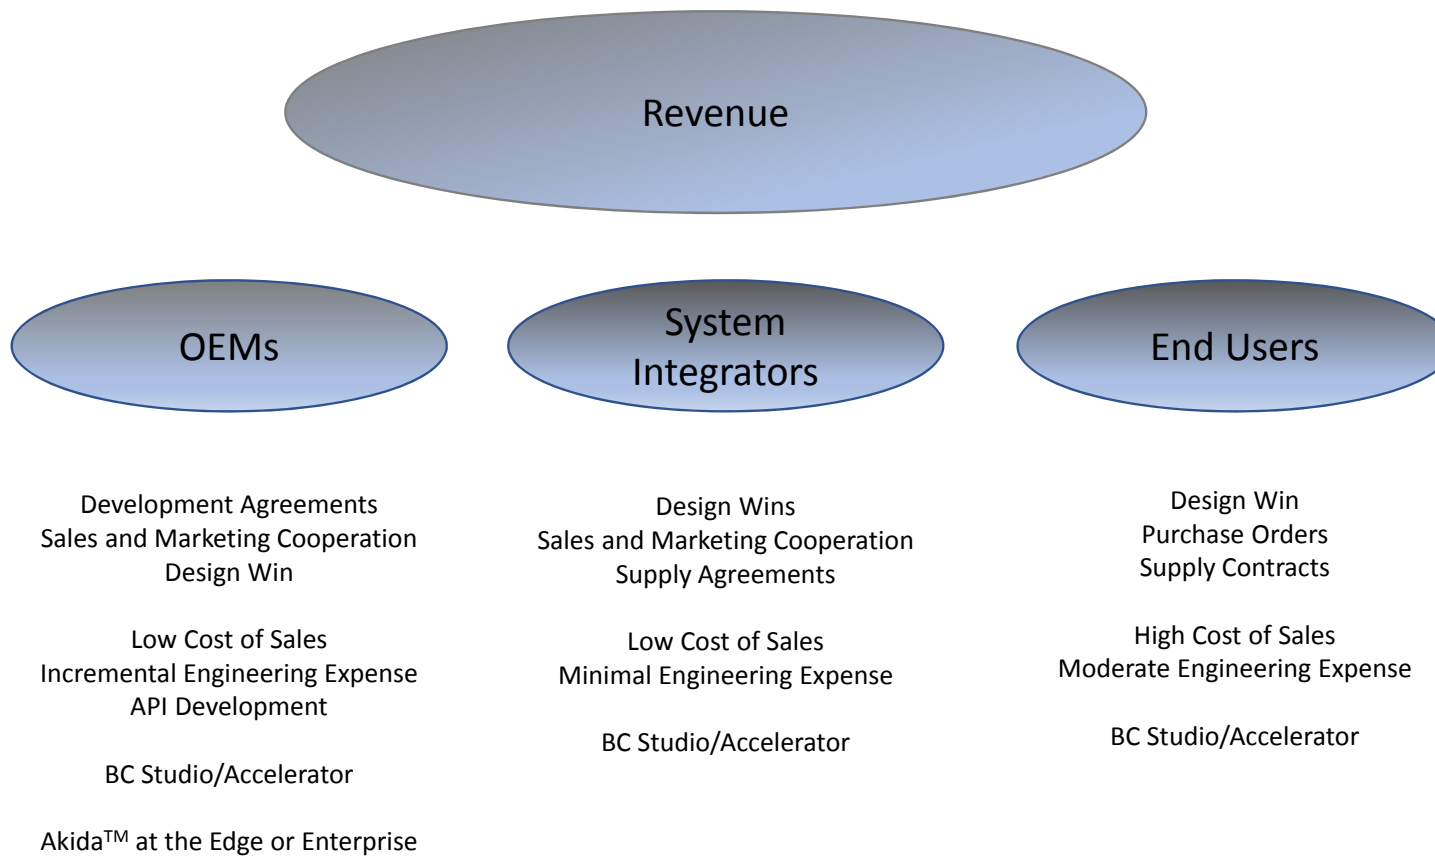 Revenue
OEMs
System
Integrators
End Users
Development Agreements
Sales and Marketing Cooperation
Design Win
Low Cost of Sales
Incremental Engineering Expense
API Development
BC Studio/Accelerator
Akida™ at the Edge or Enterprise
Design Wins
Sales and Marketing Cooperation
Supply Agreements
Low Cost of Sales
Minimal Engineering Expense
BC Studio/Accelerator
Design Win
Purchase Orders
Supply Contracts
High Cost of Sales
Moderate Engineering Expense
BC Studio/Accelerator